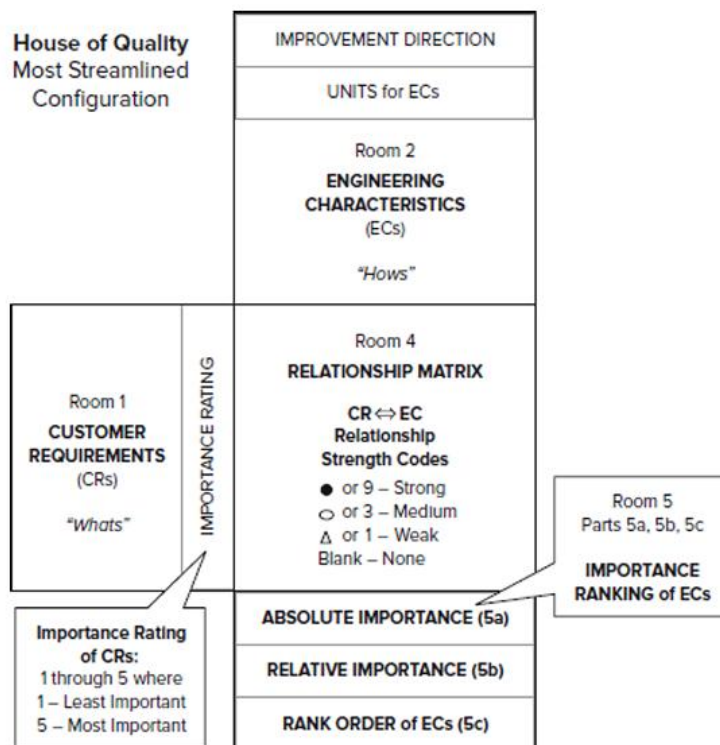 House of Quality
Most Streamlined
Configuration
IMPROVEMENT DIRECTION
UNITS for ECs
Room 2
ENGINEERING
CHARACTERISTICS
(ECs)
"Hows"
Room 1
CUSTOMER
REQUIREMENTS
(CRs)
"Whats"
IMPORTANCE RATING
Room 4
RELATIONSHIP MATRIX
CR ⇔ EC
Relationship
Strength Codes
● or 9 – Strong
○ or 3 – Medium
△ or 1 – Weak
Blank – None
Room 5
Parts 5a, 5b, 5c
IMPORTANCE
RANKING of ECs
Importance Rating
of CRs:
1 through 5 where
1 – Least Important
5 – Most Important
ABSOLUTE IMPORTANCE (5a)
RELATIVE IMPORTANCE (5b)
RANK ORDER of ECs (5c)